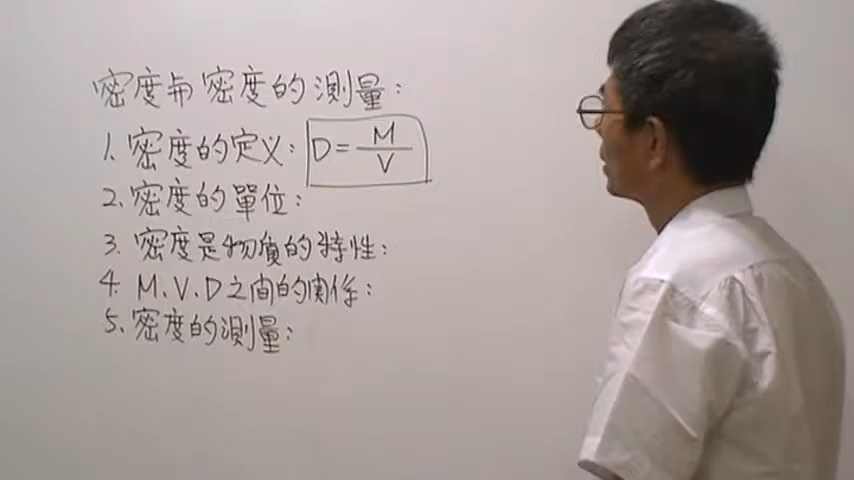 密度与密度的測量:
1. 密度的定义: D = M/V
2. 密度的單位:
3. 密度是物質的特性:
4. M、V、D之間的関係:
5. 密度的測量: